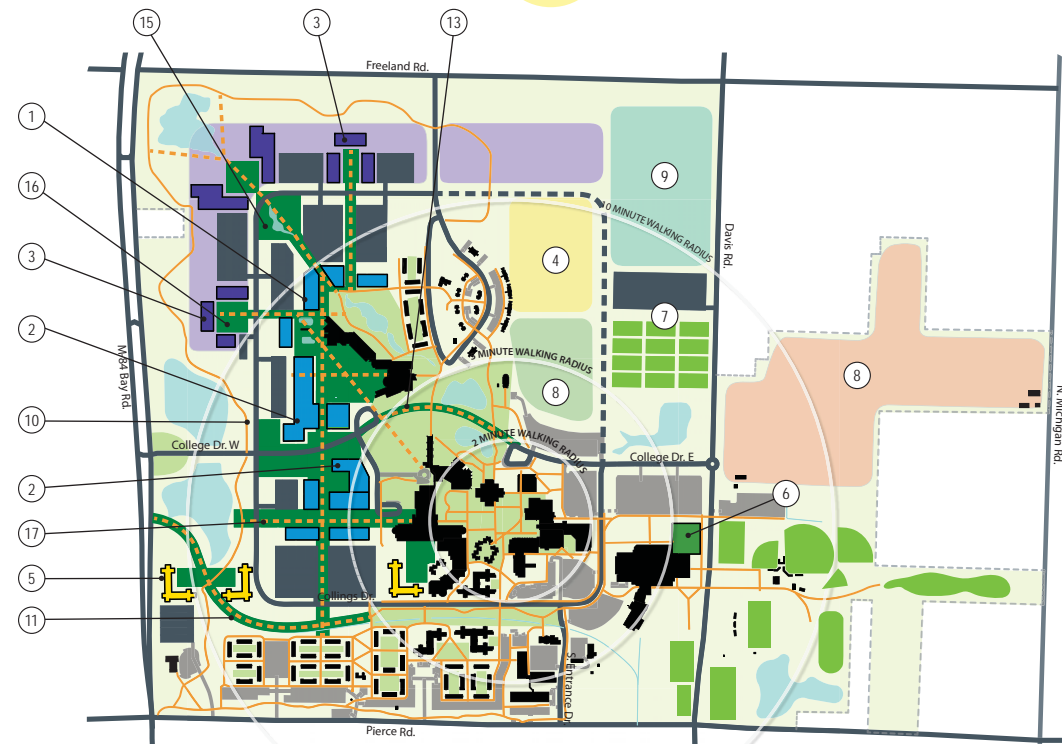 15
3
13
Freeland Rd.
1
16
9
10 MINUTE WALKING RADIUS
Davis Rd.
3
4
7
2
5 MINUTE WALKING RADIUS
M-84 Bay Rd.
8
8
N. Michigan Rd.
10
College Dr. W
2 MINUTE WALKING RADIUS
College Dr. E
2
6
17
5
Collings Dr.
11
S. Entrance Dr.
Pierce Rd.